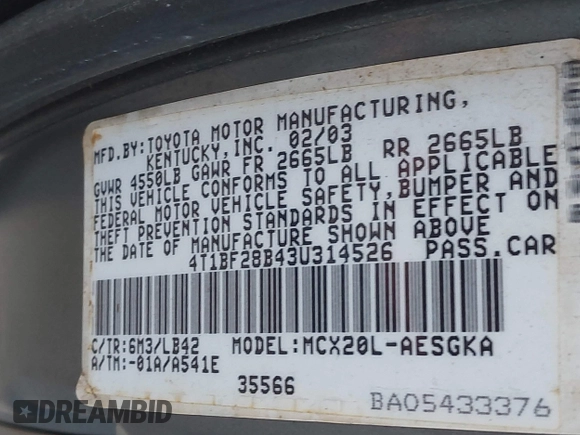 MFD.BY:TOYOTA MOTOR MANUFACTURING,
KENTUCKY, INC. 02/03
GVWR 4550LB GAWR FR 2665LB RR 2665LB
THIS VEHICLE CONFORMS TO ALL APPLICABLE
FEDERAL MOTOR VEHICLE SAFETY, BUMPER AND
THEFT PREVENTION STANDARDS IN EFFECT ON
THE DATE OF MANUFACTURE SHOWN ABOVE
4T1BF28B43U314526 PASS.CAR
C/TR:6M3/LB42 MODEL:MCX20L-AESGKA
A/TM:-01A/A541E
35566
BA05433376
DREAMBID